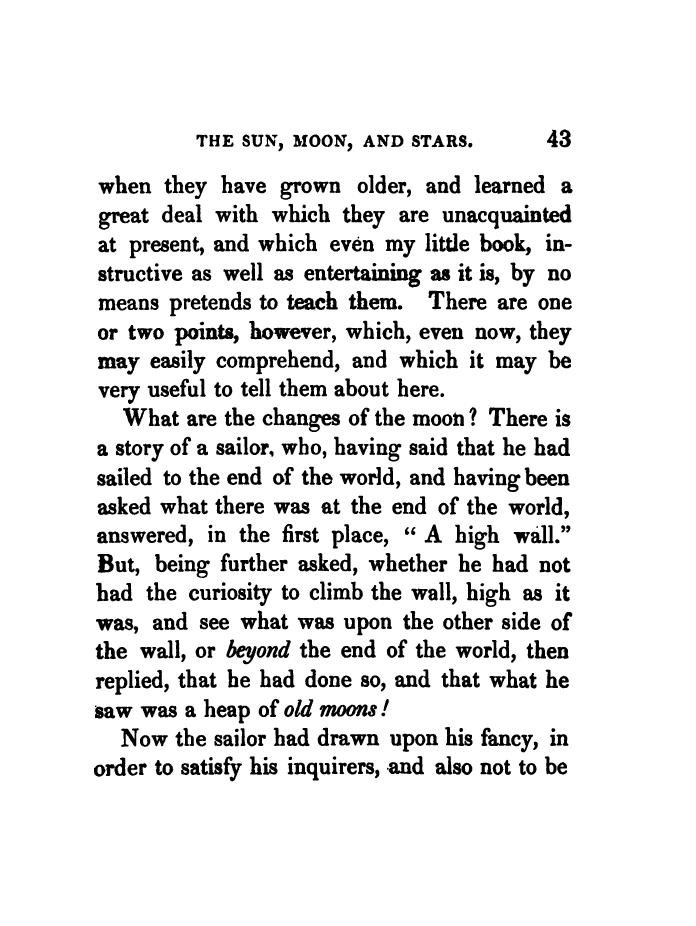 THE SUN, MOON, AND STARS. 43
when they have grown older, and learned a
great deal with which they are unacquainted
at present, and which even my little book, in-
structive as well as entertaining as it is, by no
means pretends to teach them. There are one
or two points, however, which, even now, they
may easily comprehend, and which it may be
very useful to tell them about here.
What are the changes of the moon? There is
a story of a sailor, who, having said that he had
sailed to the end of the world, and having been
asked what there was at the end of the world,
answered, in the first place, “ A high wall.”
But, being further asked, whether he had not
had the curiosity to climb the wall, high as it
was, and see what was upon the other side of
the wall, or beyond the end of the world, then
replied, that he had done so, and that what he
saw was a heap of old moons!
Now the sailor had drawn upon his fancy, in
order to satisfy his inquirers, and also not to be